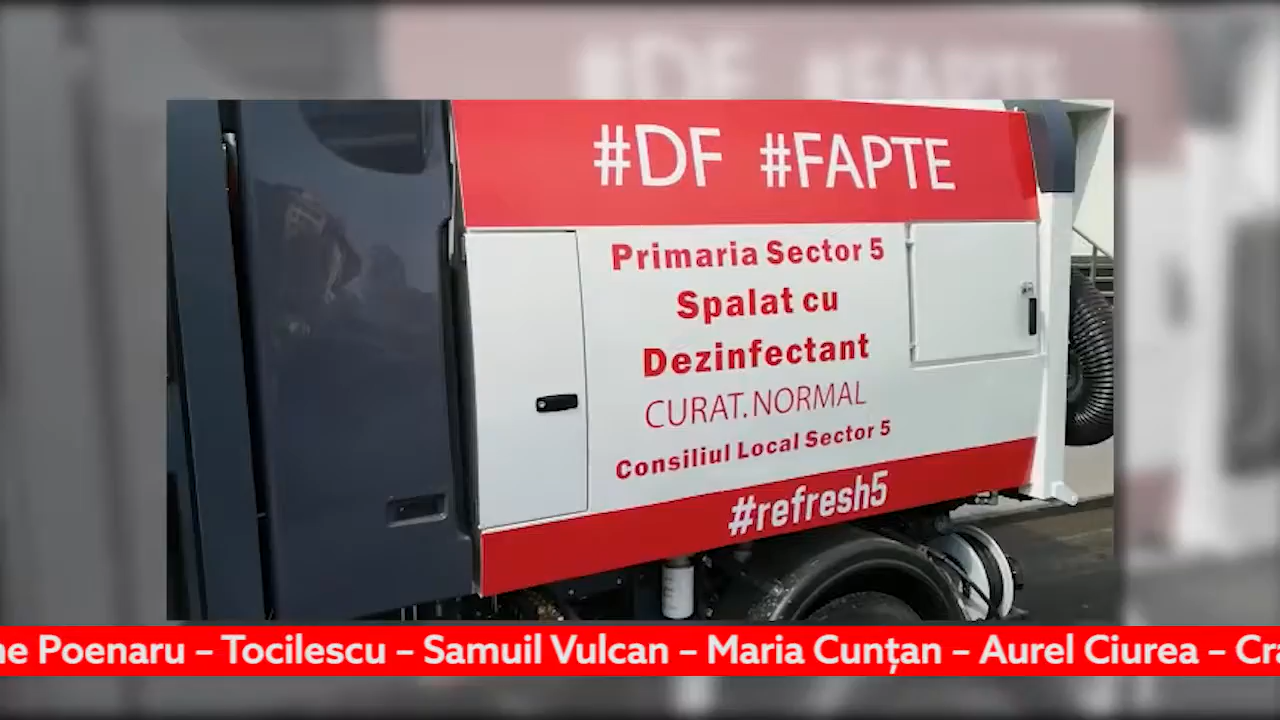 #DF #FAPTE
Primaria Sector 5
Spalat cu
Dezinfectant
CURAT.NORMAL
Consiliul Local Sector 5
#refresh5
Poenaru – Tocilescu – Samuil Vulcan – Maria Cunțan – Aurel Ciurea –